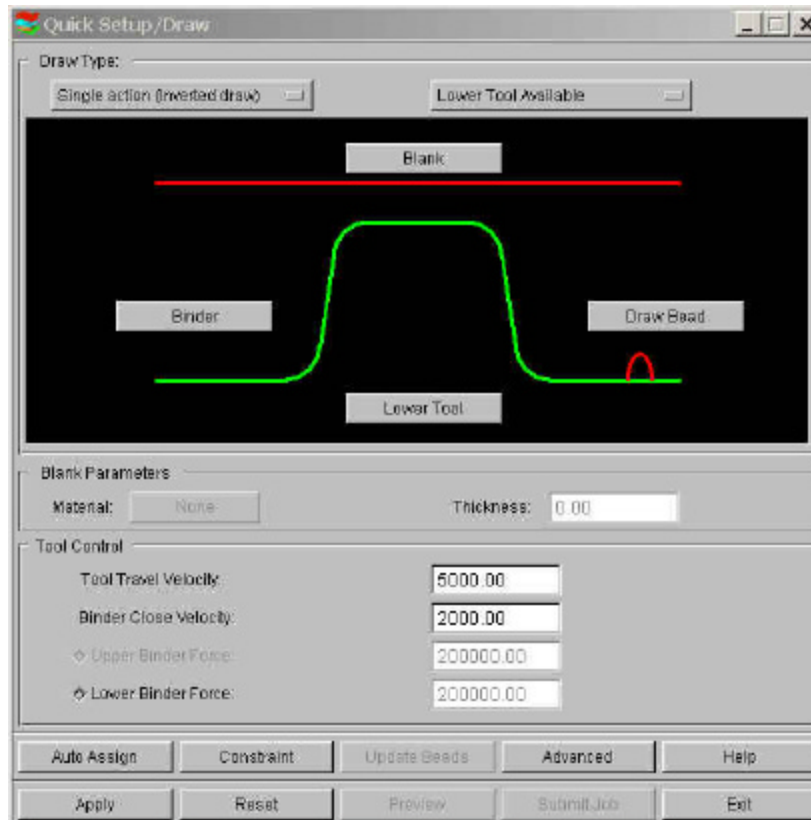 Quick Setup/Draw
Draw Type:
Single action (Inverted draw) Lower Tool Available
Blank
Binder Draw Bead
Lower Tool
Blank Parameters
Material: None Thickness: 0.00
Tool Control
Tool Travel Velocity: 5000.00
Binder Close Velocity: 2000.00
Upper Binder Force: 200000.00
Lower Binder Force: 200000.00
Auto Assign Constraint Update Beads Advanced Help
Apply Reset Preview Submit Job Exit